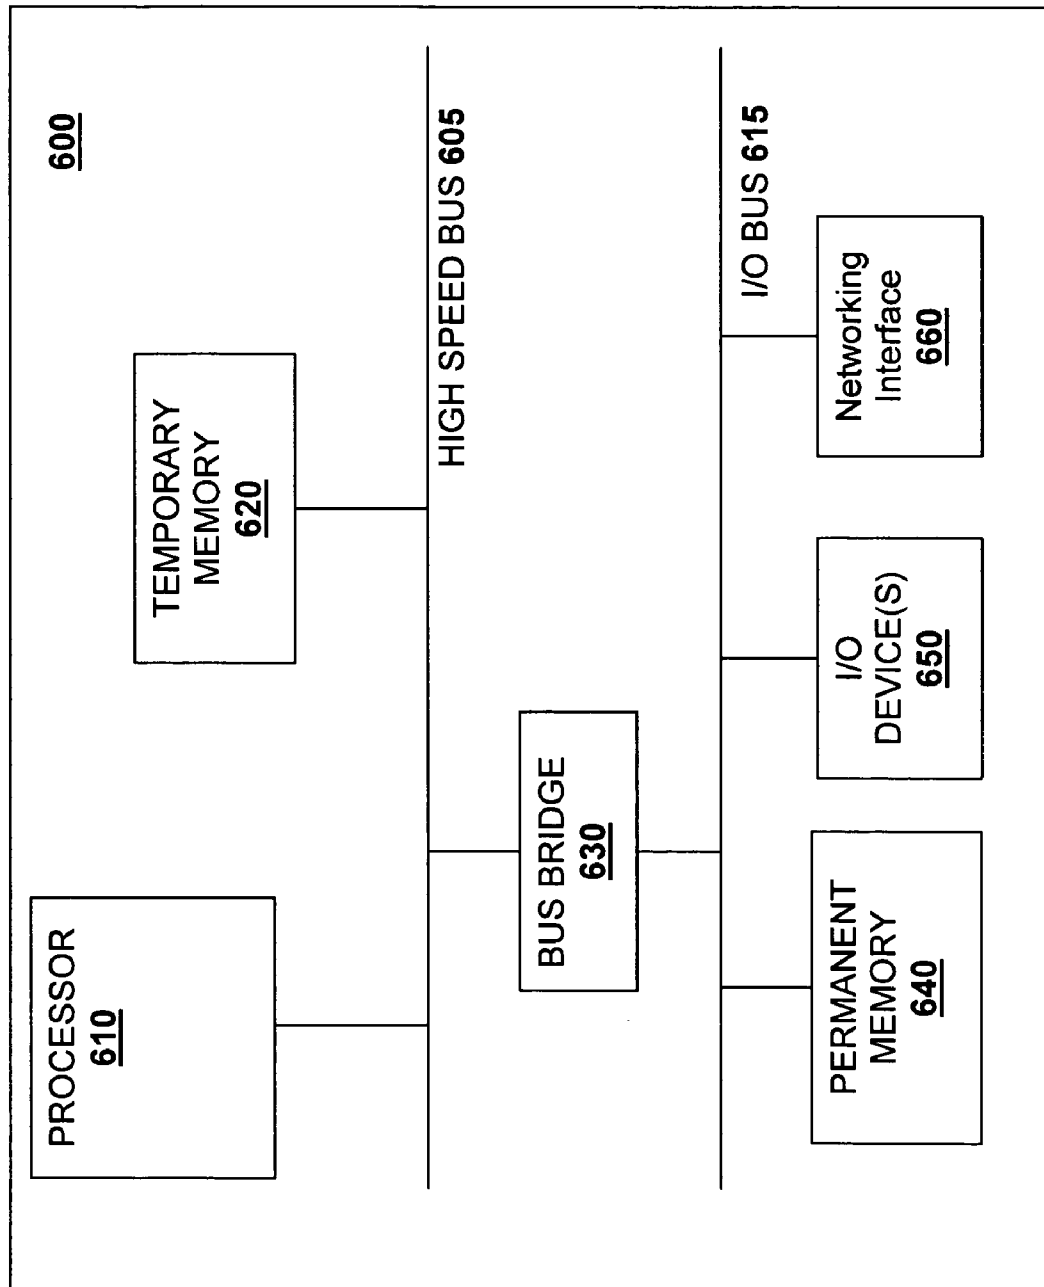 600
PROCESSOR
610
TEMPORARY
MEMORY
620
HIGH SPEED BUS 605
BUS BRIDGE
630
I/O BUS 615
PERMANENT
MEMORY
640
I/O
DEVICE(S)
650
Networking
Interface
660